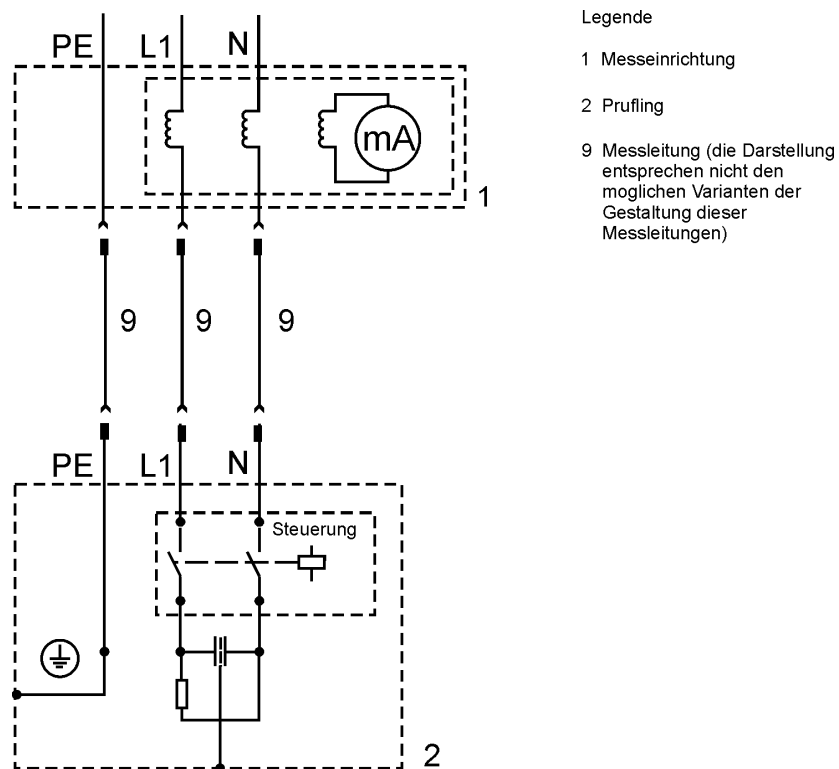 PE L1 N
Legende
1 Messeinrichtung
2 Prufling
9 Messleitung (die Darstellung
entsprechen nicht den
moglichen Varianten der
Gestaltung dieser
Messleitungen)
mA
1
9 9 9
PE L1 N
Steuerung
2